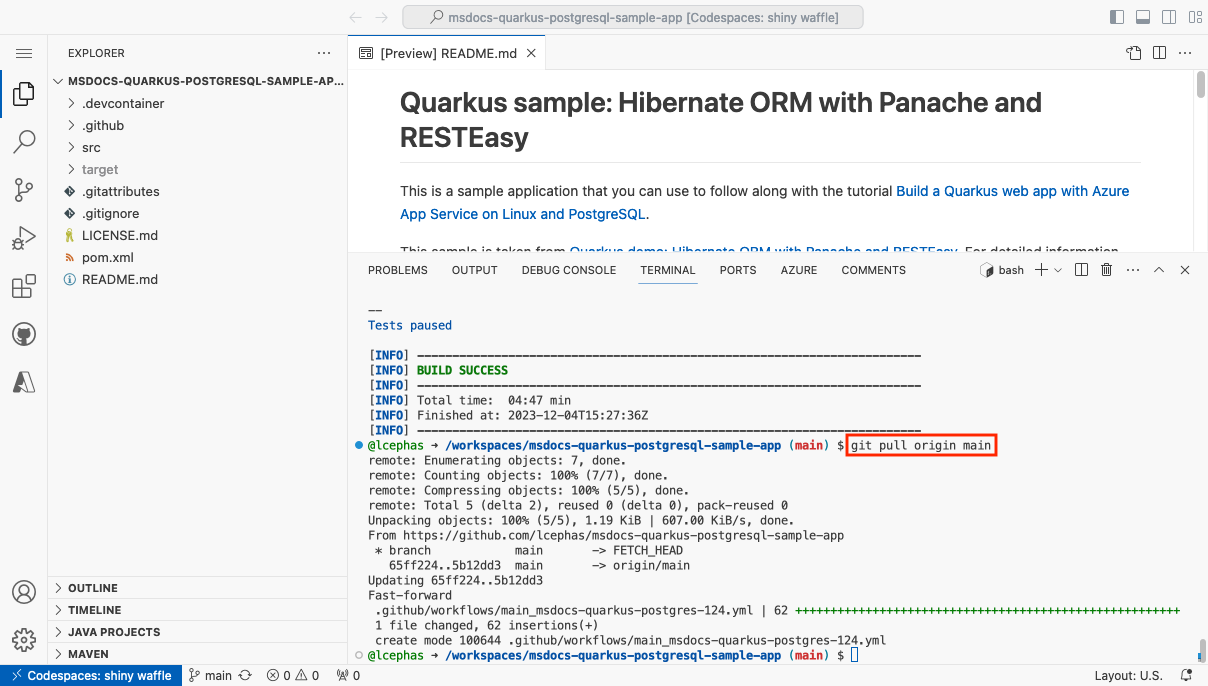 msdocs-quarkus-postgresql-sample-app [Codespaces: shiny waffle]
EXPLORER
MSDOCS-QUARKUS-POSTGRESQL-SAMPLE-AP...
.devcontainer
.github
src
target
.gitattributes
.gitignore
LICENSE.md
pom.xml
README.md
OUTLINE
TIMELINE
JAVA PROJECTS
MAVEN
[Preview] README.md
Quarkus sample: Hibernate ORM with Panache and
RESTEasy
This is a sample application that you can use to follow along with the tutorial Build a Quarkus web app with Azure
App Service on Linux and PostgreSQL.
This sample is taken from Quarkus demo: Hibernate ORM with Panache and RESTEasy. For detailed information,
PROBLEMS OUTPUT DEBUG CONSOLE TERMINAL PORTS AZURE COMMENTS bash
--
Tests paused
[INFO] ------------------------------------------------------------------------
[INFO] BUILD SUCCESS
[INFO] ------------------------------------------------------------------------
[INFO] Total time:  04:47 min
[INFO] Finished at: 2023-12-04T15:27:36Z
[INFO] ------------------------------------------------------------------------
@lcephas → /workspaces/msdocs-quarkus-postgresql-sample-app (main) $ git pull origin main
remote: Enumerating objects: 7, done.
remote: Counting objects: 100% (7/7), done.
remote: Compressing objects: 100% (5/5), done.
remote: Total 5 (delta 2), reused 0 (delta 0), pack-reused 0
Unpacking objects: 100% (5/5), 1.19 KiB | 607.00 KiB/s, done.
From https://github.com/lcephas/msdocs-quarkus-postgresql-sample-app
 * branch            main       -> FETCH_HEAD
   65ff224..5b12dd3  main       -> origin/main
Updating 65ff224..5b12dd3
Fast-forward
 .github/workflows/main_msdocs-quarkus-postgres-124.yml | 62 +++++++++++++++++++++++++++++++++++++++++++++++++++++++
 1 file changed, 62 insertions(+)
 create mode 100644 .github/workflows/main_msdocs-quarkus-postgres-124.yml
@lcephas → /workspaces/msdocs-quarkus-postgresql-sample-app (main) $
Codespaces: shiny waffle main 0 0 0 Layout: U.S.